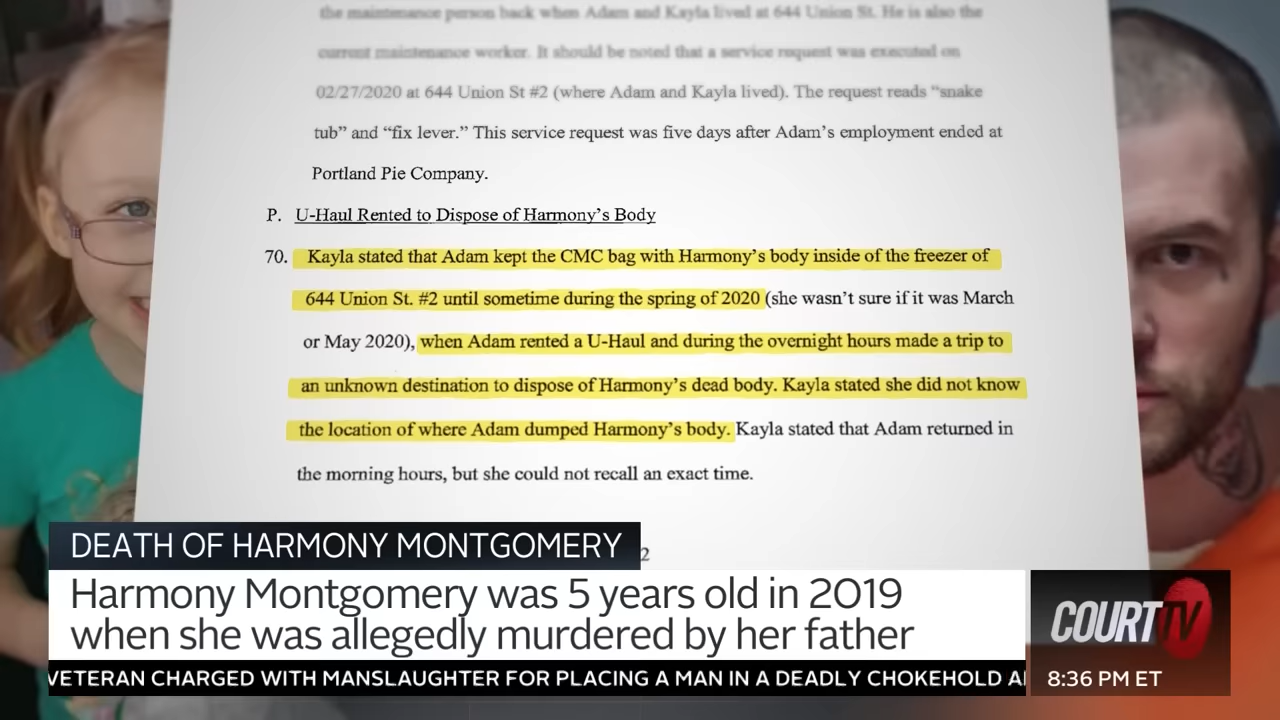 the maintenance person back when Adam and Kayla lived at 644 Union St. He is also the
current maintenance worker. It should be noted that a service request was executed on
02/27/2020 at 644 Union St #2 (where Adam and Kayla lived). The request reads “snake
tub” and “fix lever.” This service request was five days after Adam’s employment ended at
Portland Pie Company.
P. U-Haul Rented to Dispose of Harmony’s Body
70. Kayla stated that Adam kept the CMC bag with Harmony’s body inside of the freezer of
644 Union St. #2 until sometime during the spring of 2020 (she wasn’t sure if it was March
or May 2020), when Adam rented a U-Haul and during the overnight hours made a trip to
an unknown destination to dispose of Harmony’s dead body. Kayla stated she did not know
the location of where Adam dumped Harmony’s body. Kayla stated that Adam returned in
the morning hours, but she could not recall an exact time.
2
DEATH OF HARMONY MONTGOMERY
Harmony Montgomery was 5 years old in 2019
when she was allegedly murdered by her father
COURT TV
VETERAN CHARGED WITH MANSLAUGHTER FOR PLACING A MAN IN A DEADLY CHOKEHOLD
8:36 PM ET